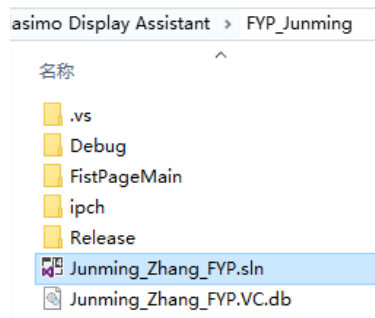 asimo Display Assistant > FYP_Junming
名称
.vs
Debug
FistPageMain
ipch
Release
Junming_Zhang_FYP.sln
Junming_Zhang_FYP.VC.db